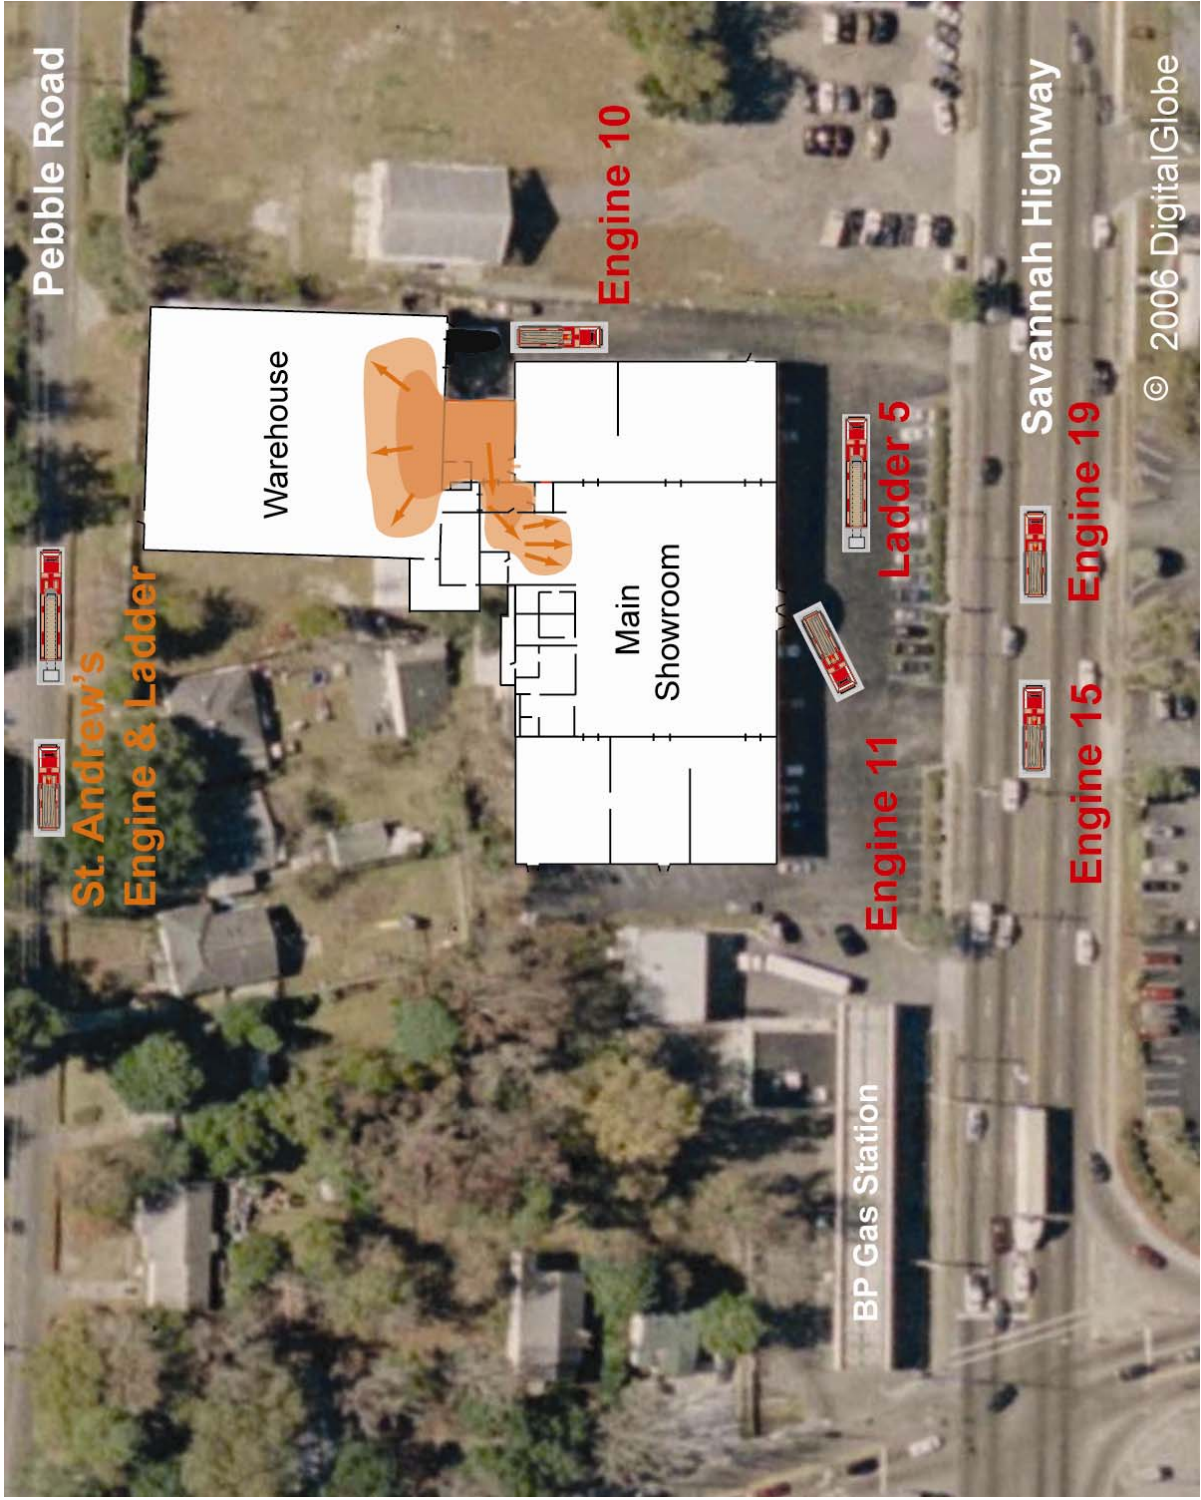 Pebble Road
St. Andrew's
Engine & Ladder
Warehouse
Engine 10
Main
Showroom
Ladder 5
Engine 11
Savannah Highway
Engine 19
Engine 15
BP Gas Station
© 2006 DigitalGlobe